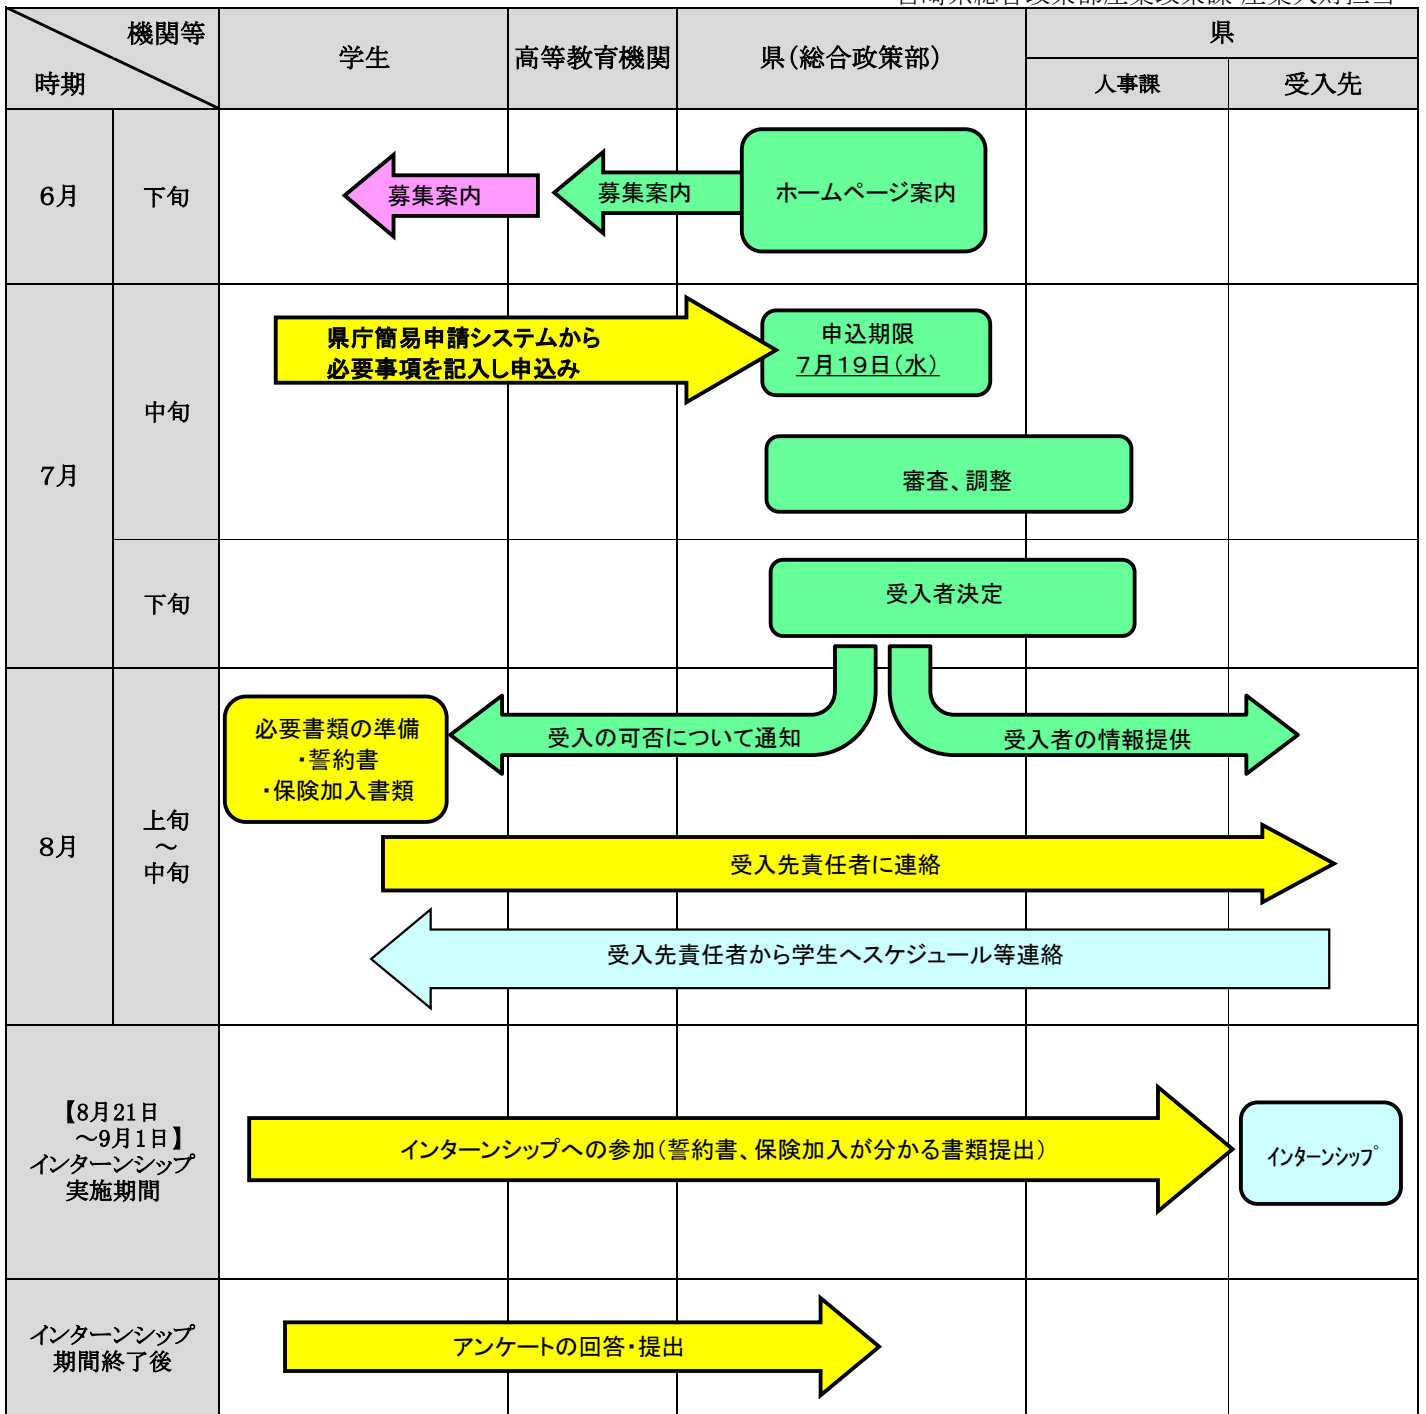 機関等
時期
学生
高等教育機関
県(総合政策部)
県
人事課
受入先
6月
下旬
募集案内
募集案内
ホームページ案内
7月
中旬
県庁簡易申請システムから
必要事項を記入し申込み
申込期限
7月19日(水)
審査、調整
下旬
受入者決定
8月
上旬
～
中旬
必要書類の準備
・誓約書
・保険加入書類
受入の可否について通知
受入者の情報提供
受入先責任者に連絡
受入先責任者から学生へスケジュール等連絡
【8月21日
～9月1日】
インターンシップ
実施期間
インターンシップへの参加(誓約書、保険加入が分かる書類提出)
ｲﾝﾀｰﾝｼｯﾌﾟ
インターンシップ
期間終了後
アンケートの回答・提出